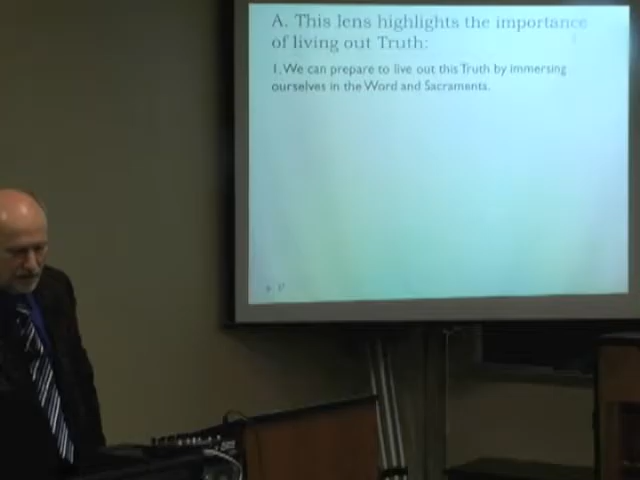 A. This lens highlights the importance
of living out Truth:
1. We can prepare to live out this Truth by immersing
ourselves in the Word and Sacraments.